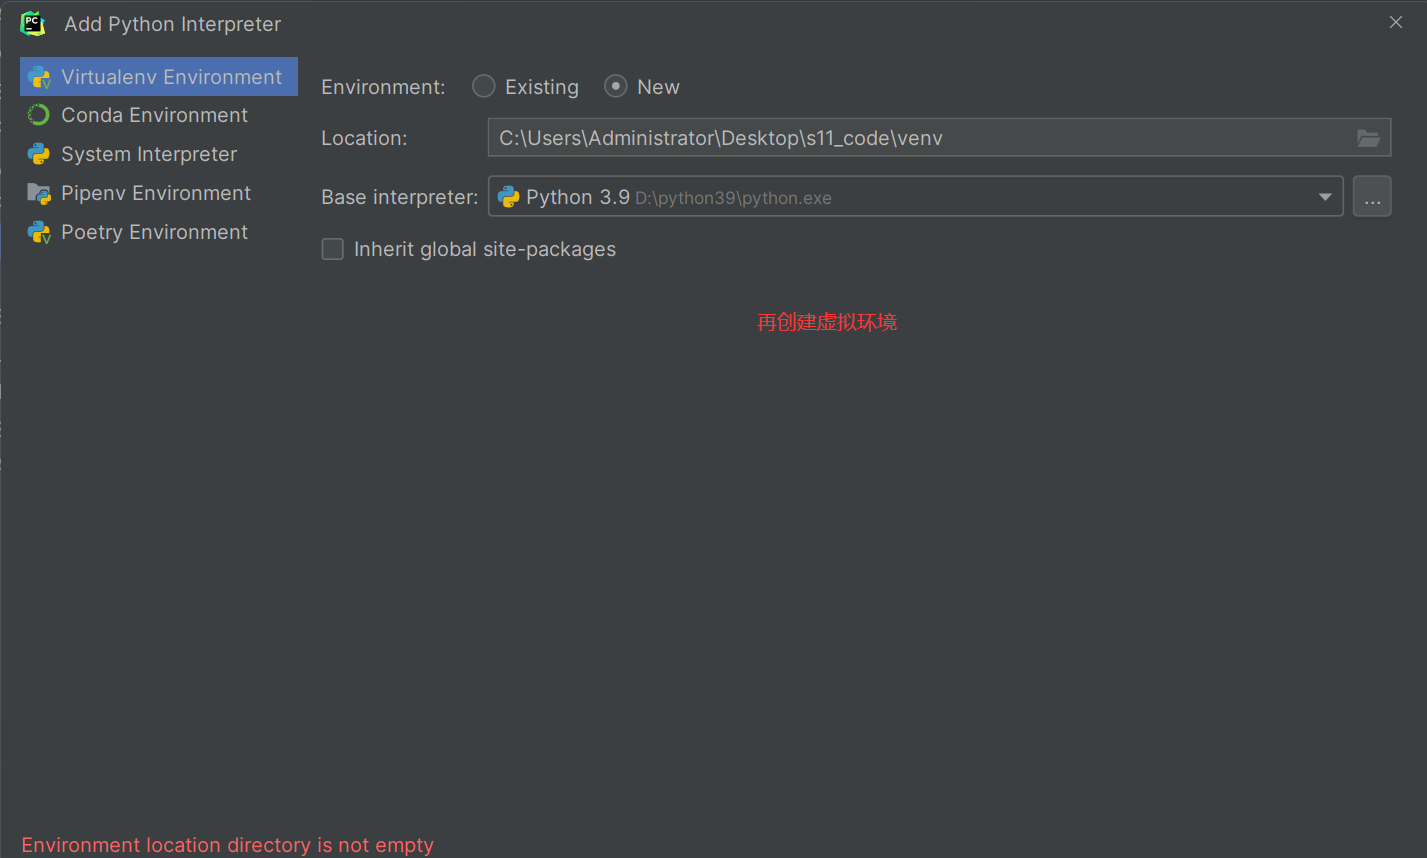 PC
Add Python Interpreter
Virtualenv Environment
Conda Environment
System Interpreter
Pipenv Environment
Poetry Environment
Environment:
Existing
New
Location:
C:\Users\Administrator\Desktop\s11_code\venv
Base interpreter:
Python 3.9 D:\python39\python.exe
...
Inherit global site-packages
再创建虚拟环境
Environment location directory is not empty